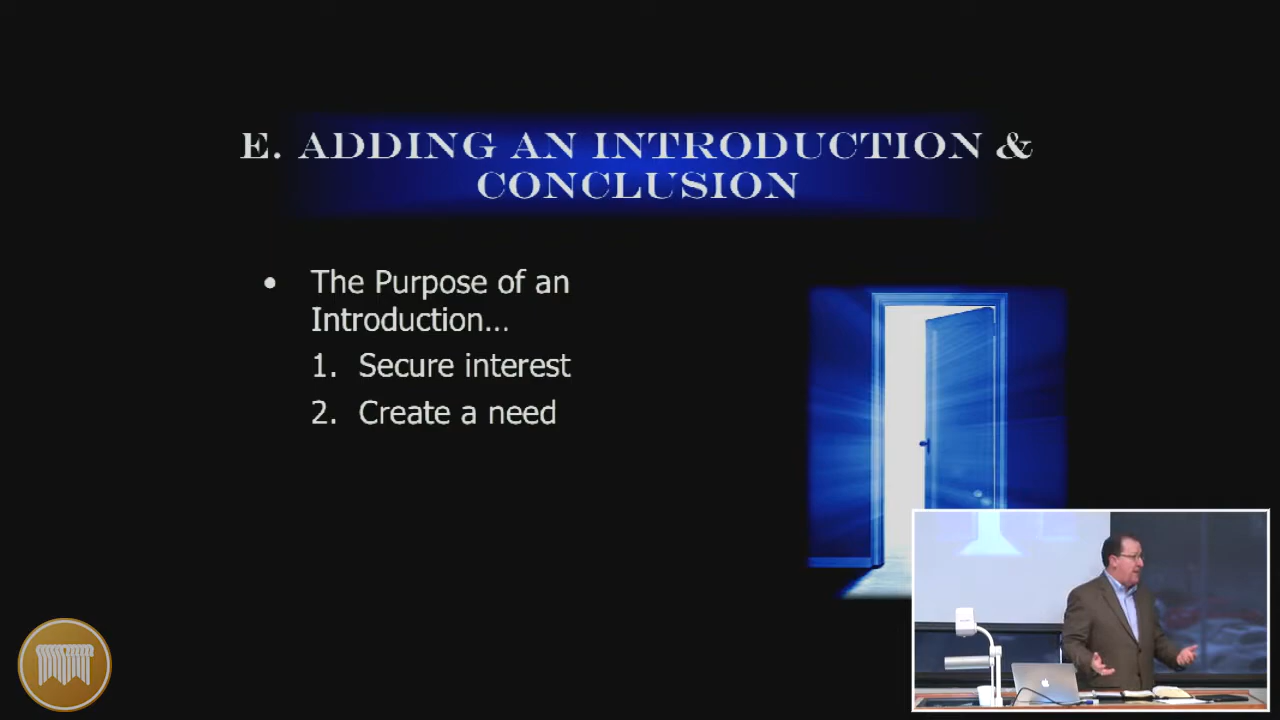 E. ADDING AN INTRODUCTION &
CONCLUSION
• The Purpose of an
Introduction...
1. Secure interest
2. Create a need